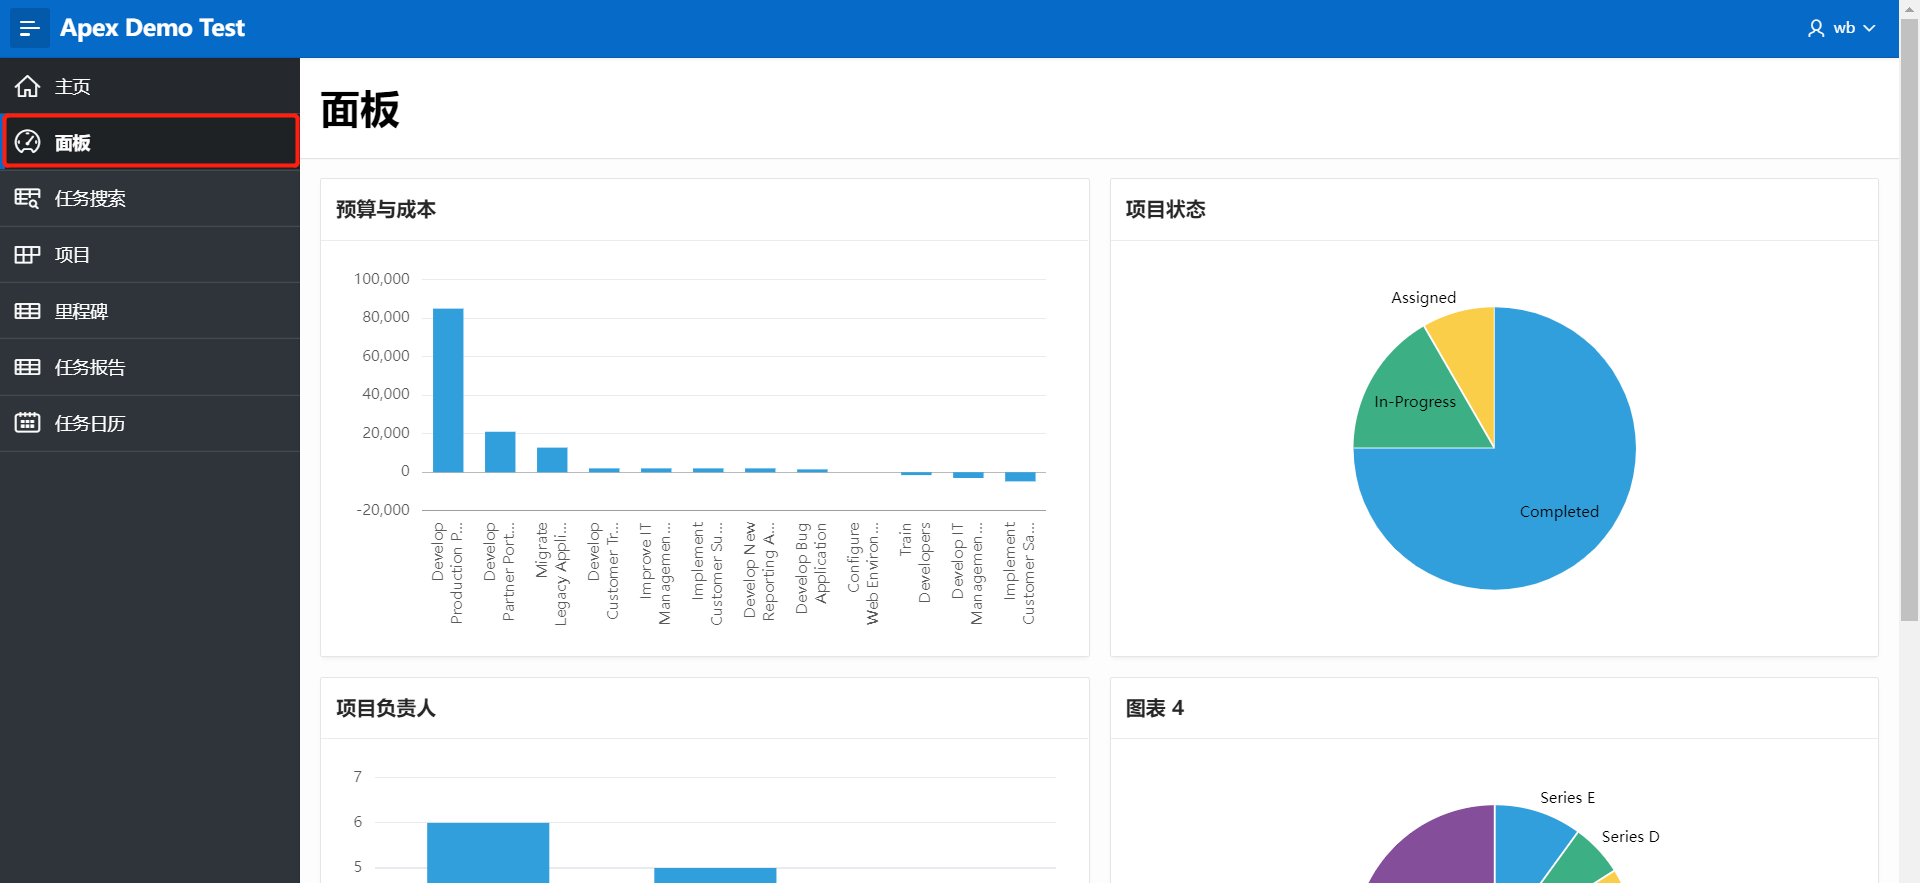 Apex Demo Test
wb
主页
面板
任务搜索
项目
里程碑
任务报告
任务日历
面板
预算与成本
100,000
80,000
60,000
40,000
20,000
0
-20,000
Develop
Production P...
Develop
Partner Port...
Migrate
Legacy Appli...
Develop
Customer Tr...
Improve IT
Managemen...
Implement
Customer Su...
Develop New
Reporting A...
Develop Bug
Application
Configure
Web Environ...
Train
Developers
Develop IT
Managemen...
Implement
Customer Sa...
项目状态
Assigned
In-Progress
Completed
项目负责人
7
6
5
图表 4
Series E
Series D